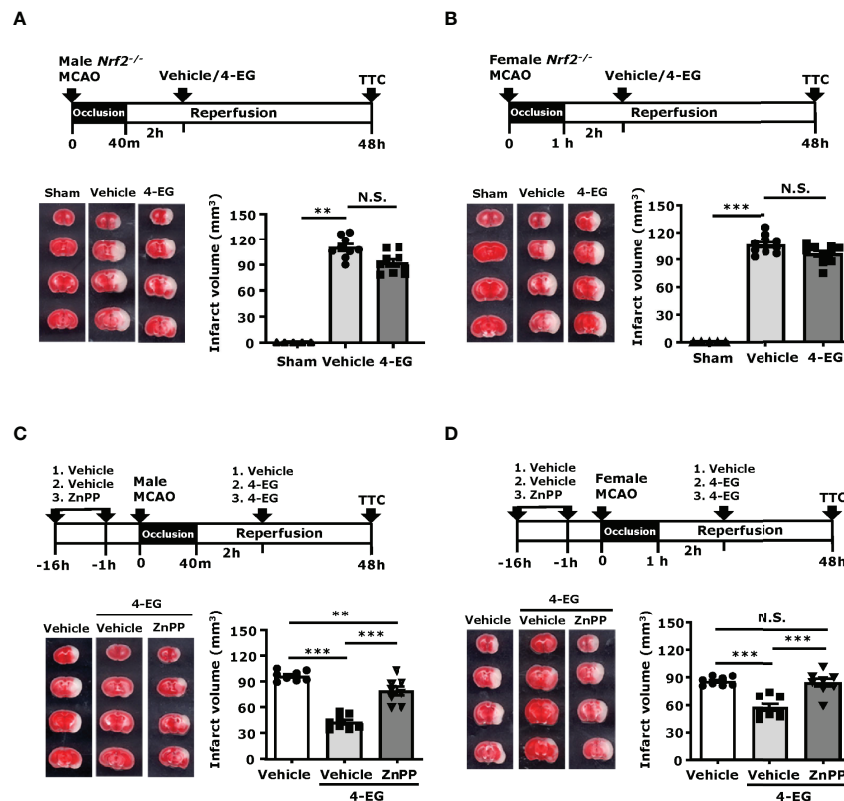 A
Male Nrf2-/-
MCAO
Vehicle/4-EG
TTC
Occlusion
Reperfusion
2h
0
40m
48h
Sham
Vehicle
4-EG
Infarct volume (mm3)
150
120
90
60
30
0
**
N.S.
Sham Vehicle 4-EG
B
Female Nrf2-/-
MCAO
Vehicle/4-EG
TTC
Occlusion
Reperfusion
2h
0
1 h
48h
Sham
Vehicle
4-EG
Infarct volume (mm3)
150
120
90
60
30
0
***
N.S.
Sham Vehicle 4-EG
C
1. Vehicle
2. Vehicle
3. ZnPP
Male
MCAO
1. Vehicle
2. 4-EG
3. 4-EG
TTC
Occlusion
Reperfusion
2h
-16h
-1h
0
40m
48h
4-EG
Vehicle
Vehicle
ZnPP
Infarct volume (mm3)
150
120
90
60
30
0
**
***
***
Vehicle Vehicle ZnPP
4-EG
D
1. Vehicle
2. Vehicle
3. ZnPP
Female
MCAO
1. Vehicle
2. 4-EG
3. 4-EG
TTC
Occlusion
Reperfusion
2h
-16h
-1h
0
1 h
48h
4-EG
Vehicle
Vehicle
ZnPP
Infarct volume (mm3)
150
120
90
60
30
0
N.S.
***
***
Vehicle Vehicle ZnPP
4-EG